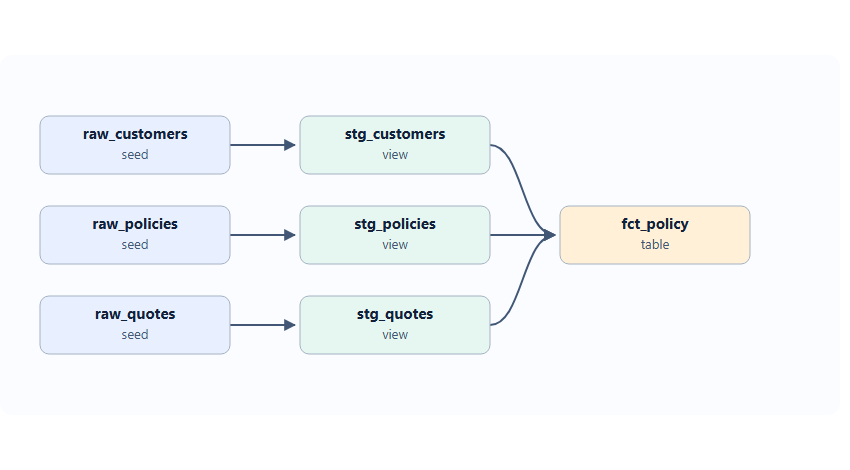 raw_customers
seed
stg_customers
view
raw_policies
seed
stg_policies
view
fct_policy
table
raw_quotes
seed
stg_quotes
view